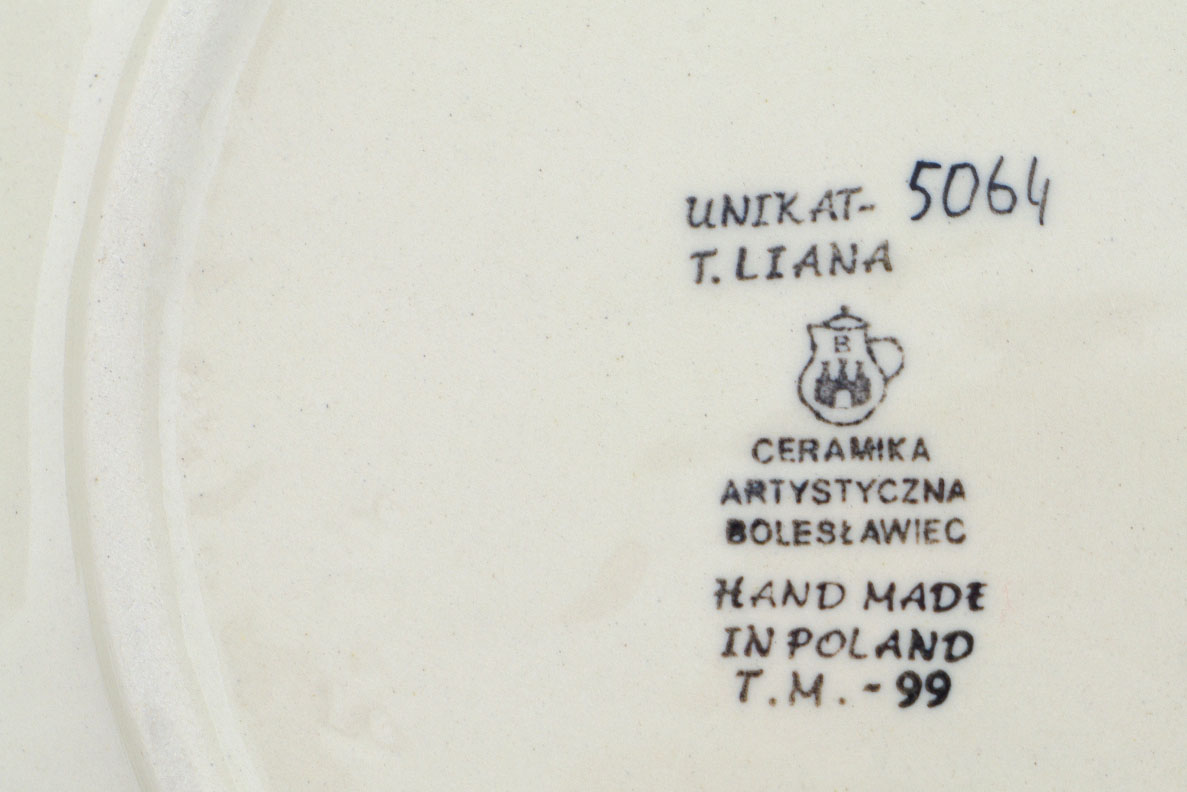 UNIKAT- 5064
T. LIANA
B
CERAMIKA
ARTYSTYCZNA
BOLESŁAWIEC
HAND MADE
IN POLAND
T.M.-99